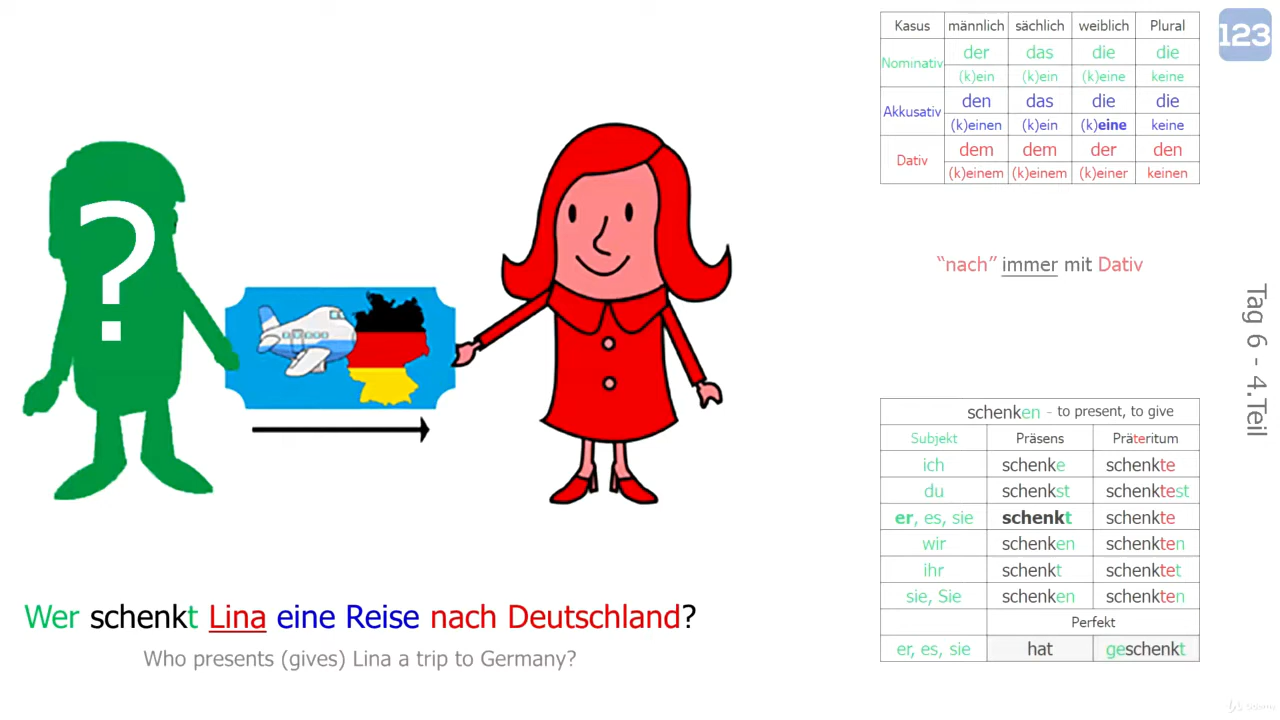 ?
Wer schenkt Lina eine Reise nach Deutschland?
Who presents (gives) Lina a trip to Germany?
Kasus männlich sächlich weiblich Plural
Nominativ
der das die die
(k)ein (k)ein (k)eine keine
Akkusativ
den das die die
(k)einen (k)ein (k)eine keine
Dativ
dem dem der den
(k)einem (k)einem (k)einer keinen
123
“nach” immer mit Dativ
Tag 6 - 4.Teil
schenken - to present, to give
Subjekt Präsens Präteritum
ich schenke schenkte
du schenkst schenktest
er, es, sie schenkt schenkte
wir schenken schenkten
ihr schenkt schenktet
sie, Sie schenken schenkten
Perfekt
er, es, sie hat geschenkt